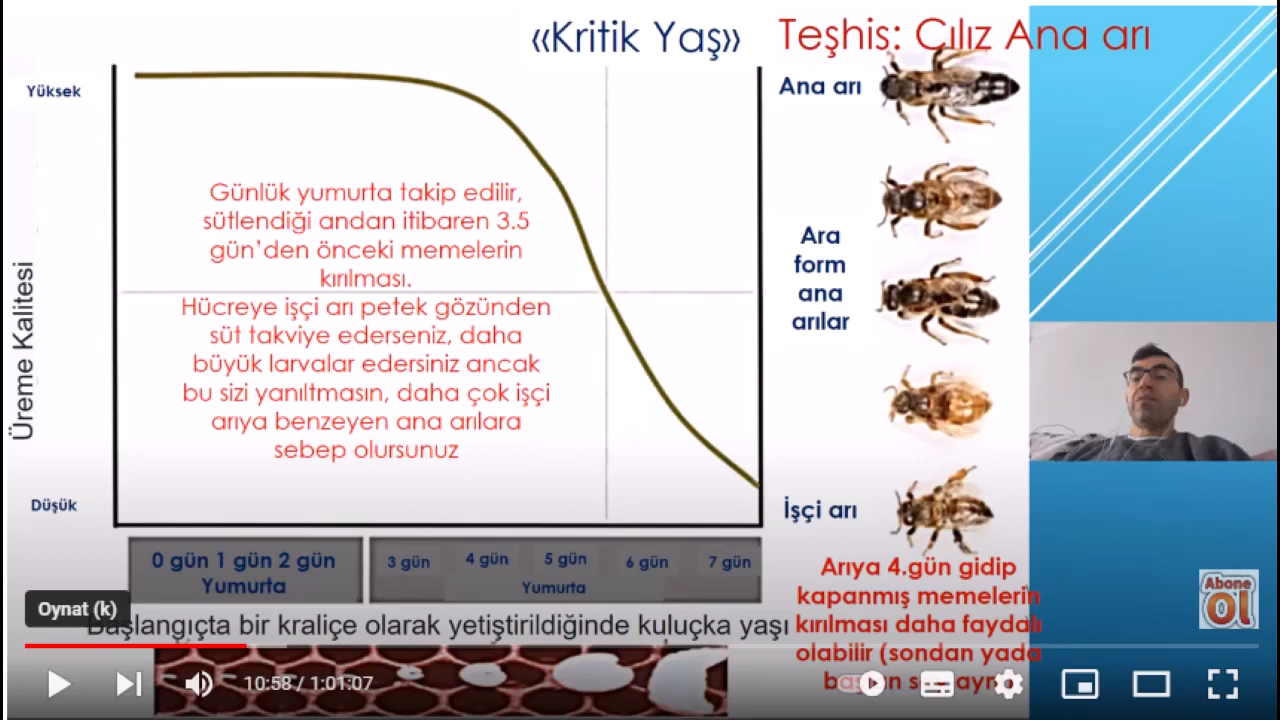 «Kritik Yaş»
Teşhis: Cılız Ana arı
Yüksek
Ana arı
Günlük yumurta takip edilir,
sütlendiği andan itibaren 3.5
gün'den önceki memelerin
kırılması.
Hücreye işçi arı petek gözünden
süt takviye ederseniz, daha
büyük larvalar edersiniz ancak
bu sizi yanıltmasın, daha çok işçi
arıya benzeyen ana arılara
sebep olursunuz
Ara
form
ana
arılar
Üreme Kalitesi
Düşük
İşçi arı
0 gün 1 gün 2 gün
Yumurta
3 gün 4 gün 5 gün 6 gün 7 gün
Yumurta
Arıya 4.gün gidip
kapanmış memelerin
kırılması daha faydalı
olabilir (sondan yada
Abone
OL
Oynat (k)
Başlangıçta bir kraliçe olarak yetiştirildiğinde kuluçka yaşı
10:58 / 1:01:07